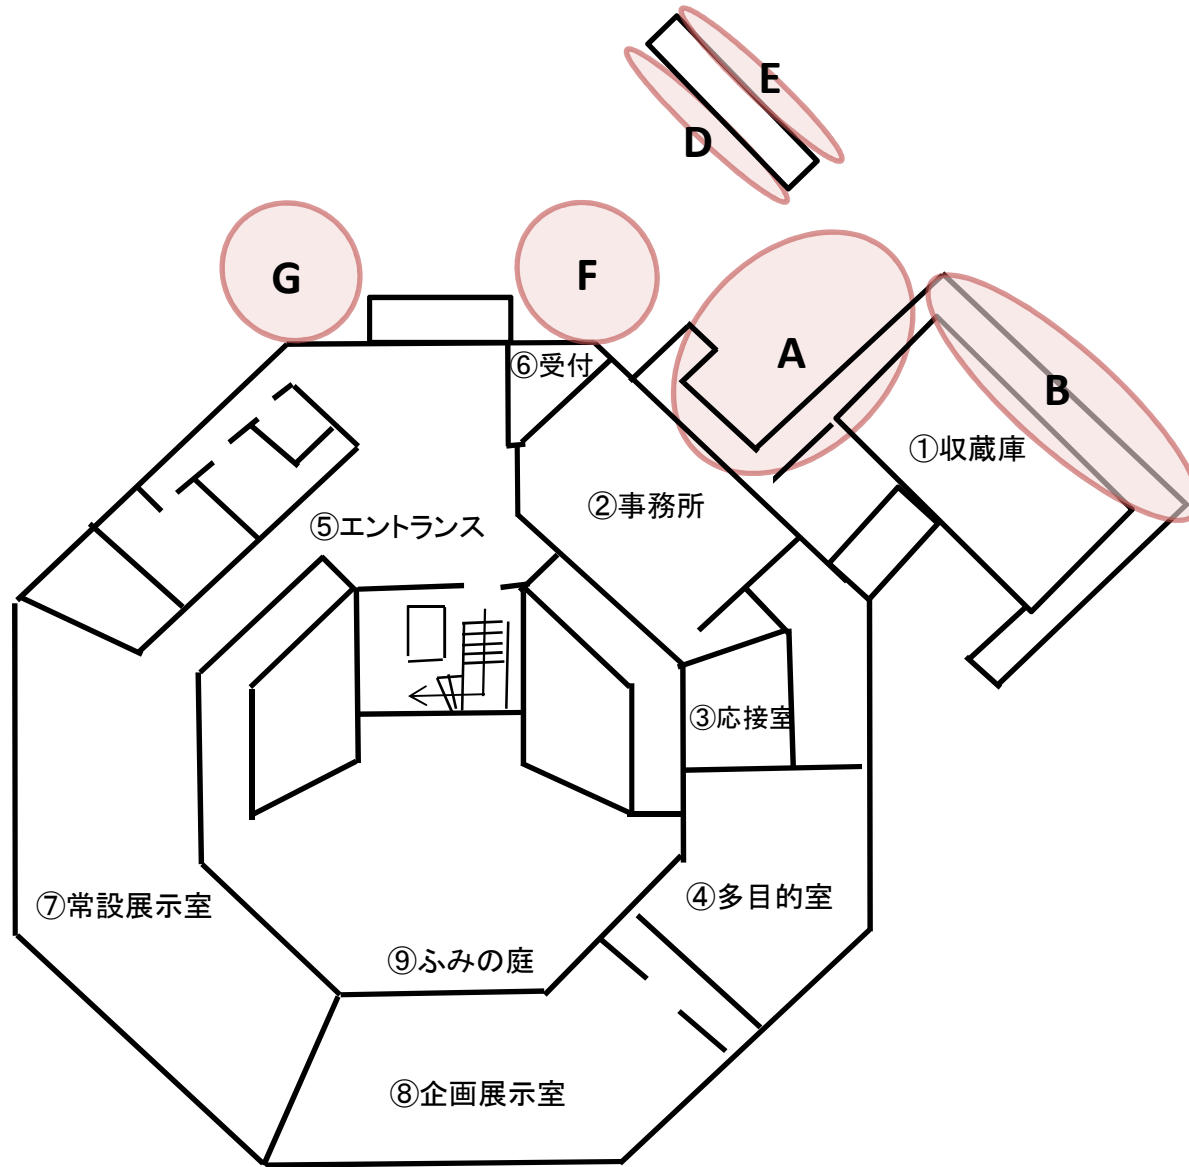 E
D
G
F
A
B
⑥受付
①収蔵庫
②事務所
⑤エントランス
③応接室
④多目的室
⑦常設展示室
⑨ふみの庭
⑧企画展示室